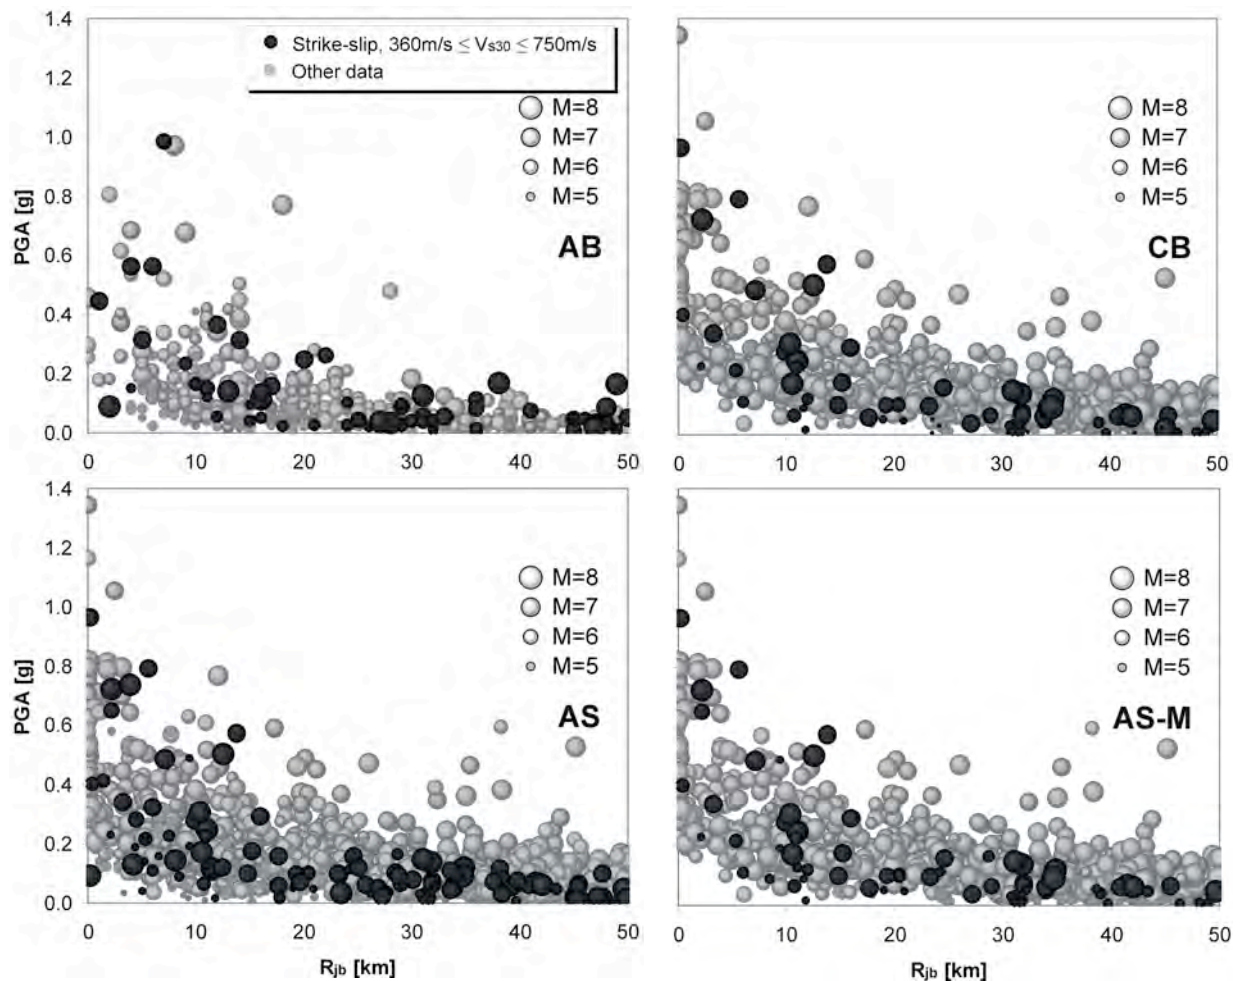 1.4
1.2
1.0
0.8
0.6
0.4
0.2
0.0
PGA [g]
Strike-slip, 360m/s ≤ Vs30 ≤ 750m/s
Other data
M=8
M=7
M=6
M=5
AB
0 10 20 30 40 50
M=8
M=7
M=6
M=5
CB
0 10 20 30 40 50
1.4
1.2
1.0
0.8
0.6
0.4
0.2
0.0
PGA [g]
M=8
M=7
M=6
M=5
AS
0 10 20 30 40 50
Rjb [km]
M=8
M=7
M=6
M=5
AS-M
0 10 20 30 40 50
Rjb [km]